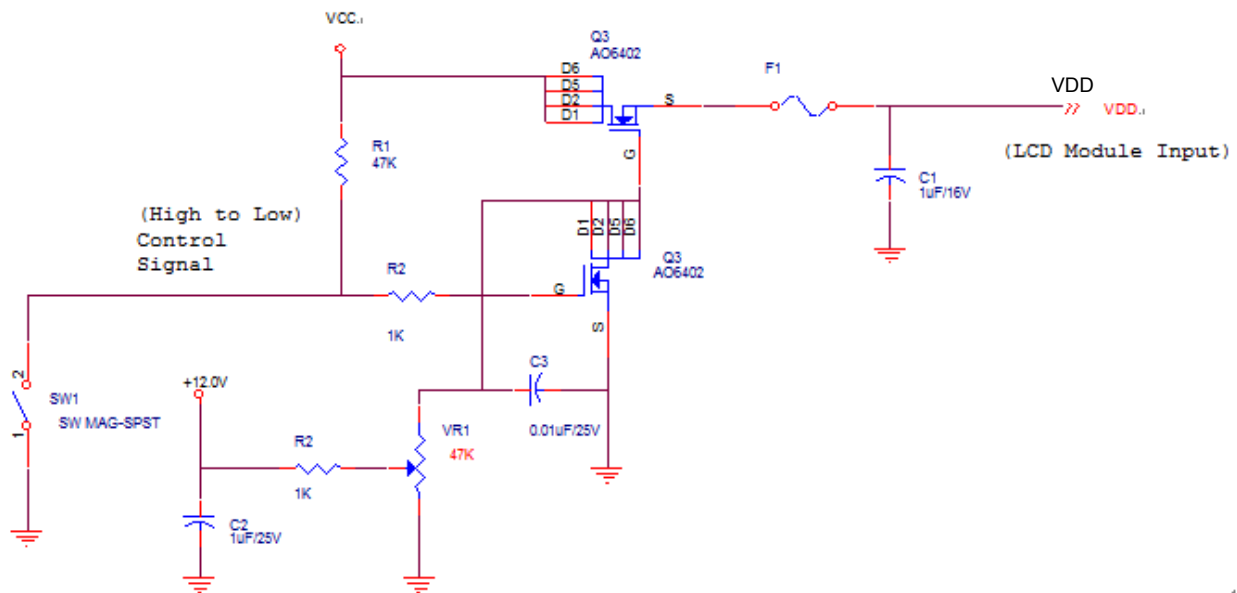 VCC.
Q3
AO6402
D6
D5
D2
D1
S
G
F1
VDD
VDD.
(LCD Module Input)
R1
47K
C1
1uF/16V
(High to Low)
Control
Signal
D1
D2
D5
D6
Q3
AO6402
R2
1K
G
S
2
1
SW1
SW MAG-SPST
+12.0V
C3
0.01uF/25V
R2
1K
VR1
47K
C2
1uF/25V